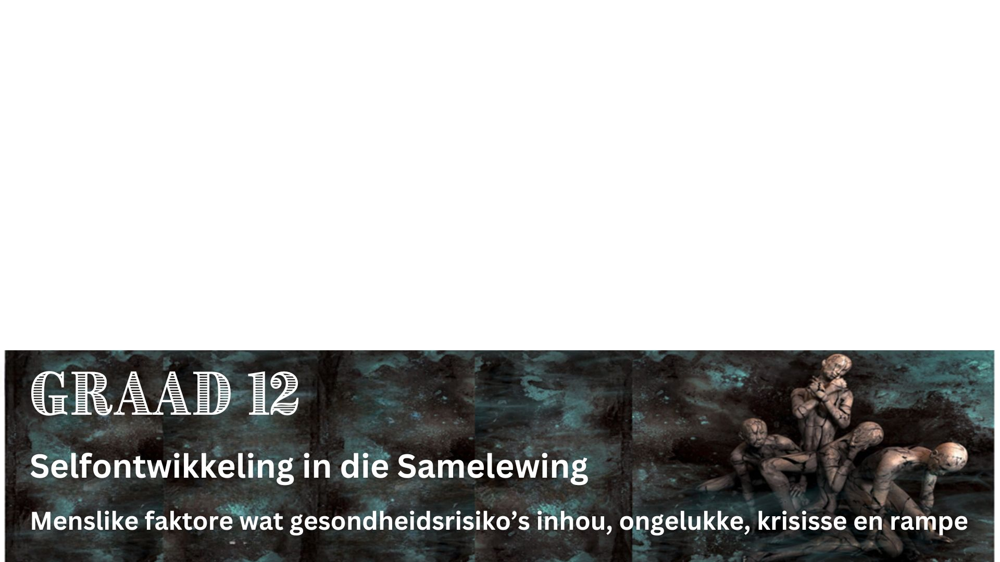 GRAAD 12
Selfontwikkeling in die Samelewing
Menslike faktore wat gesondheidsrisiko’s inhou, ongelukke, krisisse en rampe